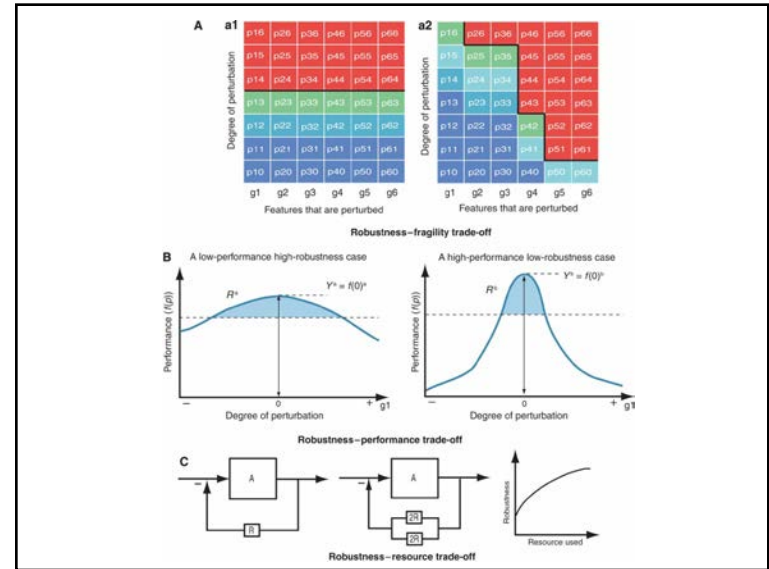 A
a1
Degree of perturbation
p16 p26 p36 p46 p56 p66
p15 p25 p35 p45 p55 p65
p14 p24 p34 p44 p54 p64
p13 p23 p33 p43 p53 p63
p12 p22 p32 p42 p52 p62
p11 p21 p31 p41 p51 p61
p10 p20 p30 p40 p50 p60
g1 g2 g3 g4 g5 g6
Features that are perturbed
a2
Degree of perturbation
p16 p26 p36 p46 p56 p66
p15 p25 p35 p45 p55 p65
p14 p24 p34 p44 p54 p64
p13 p23 p33 p43 p53 p63
p12 p22 p32 p42 p52 p62
p11 p21 p31 p41 p51 p61
p10 p20 p30 p40 p50 p60
g1 g2 g3 g4 g5 g6
Features that are perturbed
Robustness–fragility trade-off
B
A low-performance high-robustness case
Rᵃ
Yᵃ = f(0)ᵃ
Performance (f(p))
− 0 + g1
Degree of perturbation
A high-performance low-robustness case
Rᵇ
Yᵇ = f(0)ᵇ
Performance (f(p))
− 0 + g1
Degree of perturbation
Robustness–performance trade-off
C
−
A
R
−
A
2R
2R
Robustness
Resource used
Robustness–resource trade-off